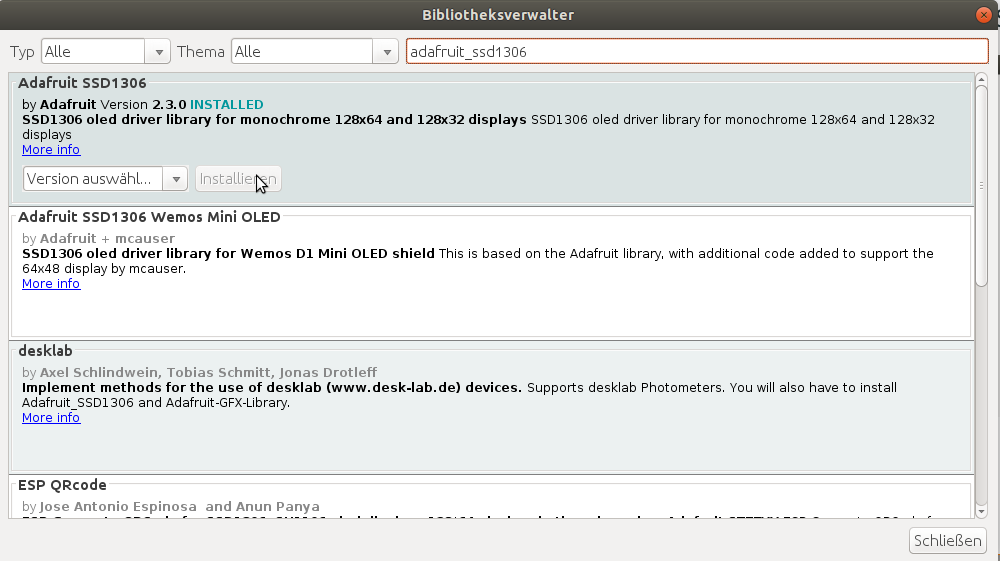 Bibliotheksverwalter
Typ Alle Thema Alle adafruit_ssd1306
Adafruit SSD1306
by Adafruit Version 2.3.0 INSTALLED
SSD1306 oled driver library for monochrome 128x64 and 128x32 displays SSD1306 oled driver library for monochrome 128x64 and 128x32
displays
More info
Version auswähl... Installieren
Adafruit SSD1306 Wemos Mini OLED
by Adafruit + mcauser
SSD1306 oled driver library for Wemos D1 Mini OLED shield This is based on the Adafruit library, with additional code added to support the
64x48 display by mcauser.
More info
desklab
by Axel Schlindwein, Tobias Schmitt, Jonas Drotleff
Implement methods for the use of desklab (www.desk-lab.de) devices. Supports desklab Photometers. You will also have to install
Adafruit_SSD1306 and Adafruit-GFX-Library.
More info
ESP QRcode
by Jose Antonio Espinosa and Anun Panya
Schließen